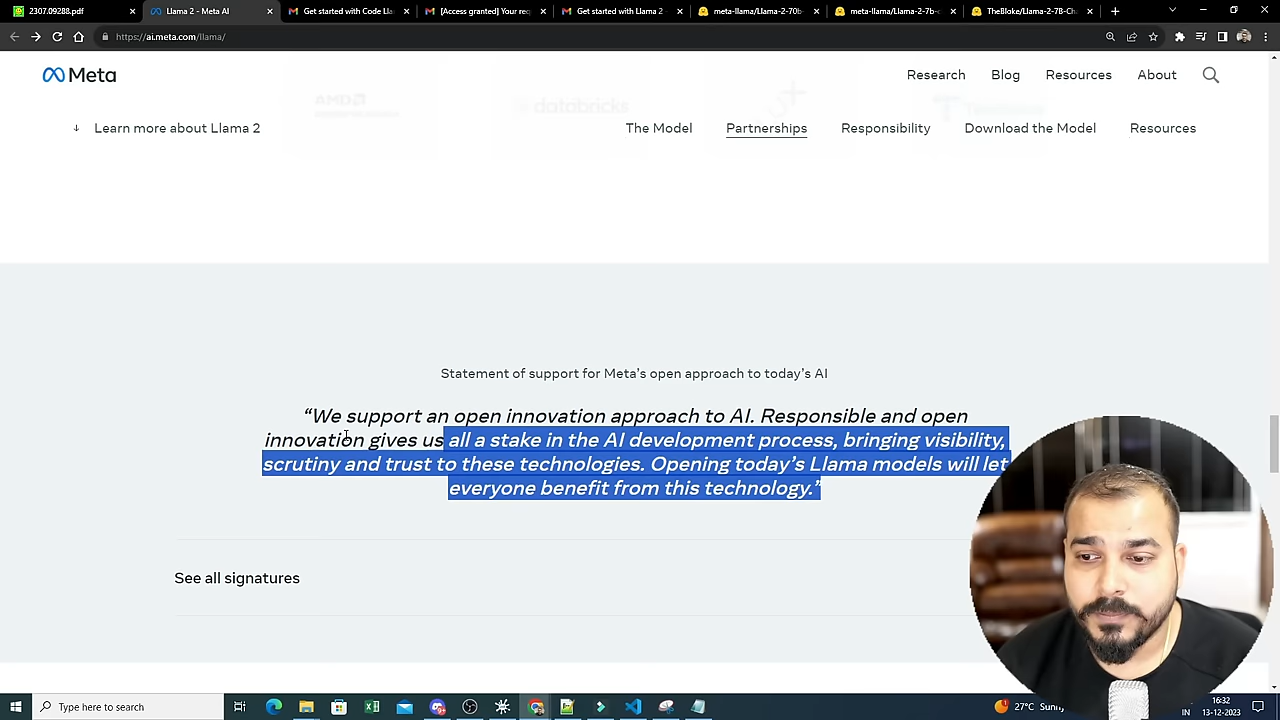 2307.09288.pdf
Llama 2 - Meta AI
Get started with Code Lla
[Access granted] Your req
Get started with Llama 2
meta-llama/Llama-2-70b
meta-llama/Llama-2-7b-c
TheBloke/Llama-2-7B-Cha
https://ai.meta.com/llama/
Meta
Research
Blog
Resources
About
AMD
databricks
Learn more about Llama 2
The Model
Partnerships
Responsibility
Download the Model
Resources
Statement of support for Meta’s open approach to today’s AI
“We support an open innovation approach to AI. Responsible and open
innovation gives us all a stake in the AI development process, bringing visibility,
scrutiny and trust to these technologies. Opening today’s Llama models will let
everyone benefit from this technology.”
See all signatures
Type here to search
27°C Sunny
IN
16:32
13-12-2023